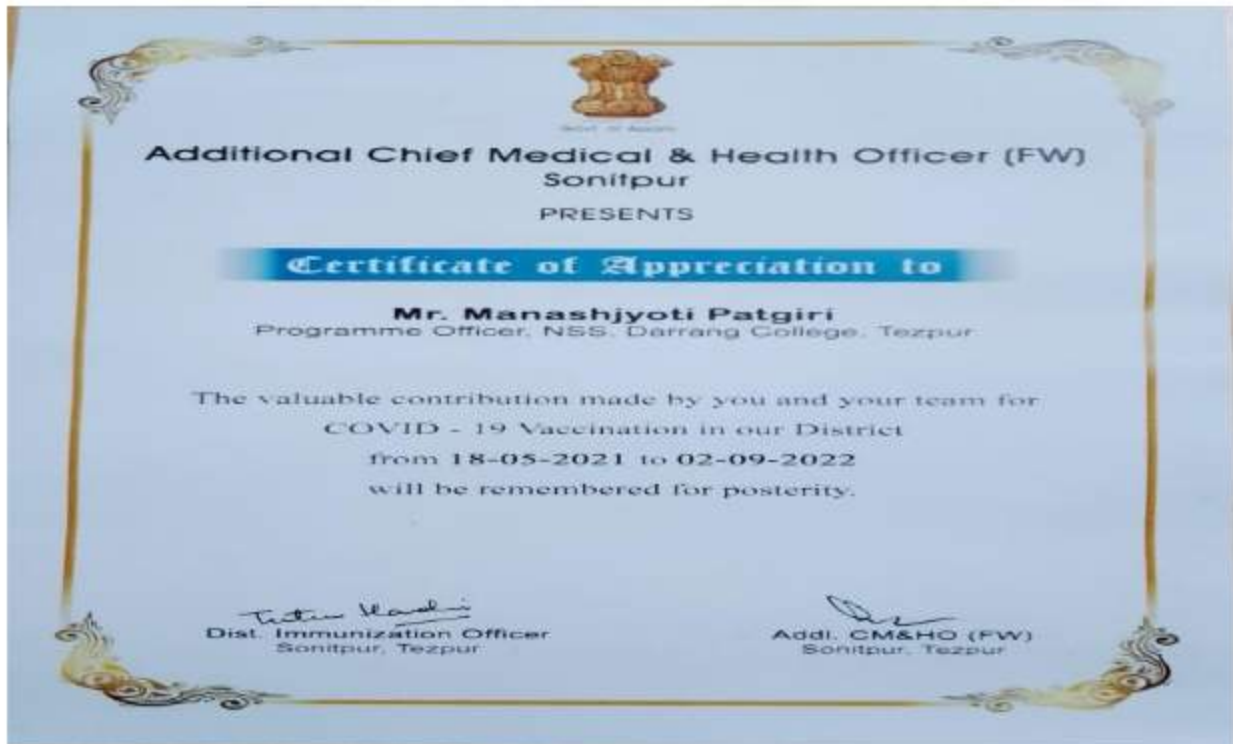 Govt. of Assam
Additional Chief Medical & Health Officer (FW)
Sonitpur
PRESENTS
Certificate of Appreciation to
Mr. Manashjyoti Patgiri
Programme Officer, NSS. Darrang College, Tezpur
The valuable contribution made by you and your team for
COVID - 19 Vaccination in our District
from 18-05-2021 to 02-09-2022
will be remembered for posterity.
Dist. Immunization Officer
Sonitpur, Tezpur
Addl. CM&HO (FW)
Sonitpur, Tezpur